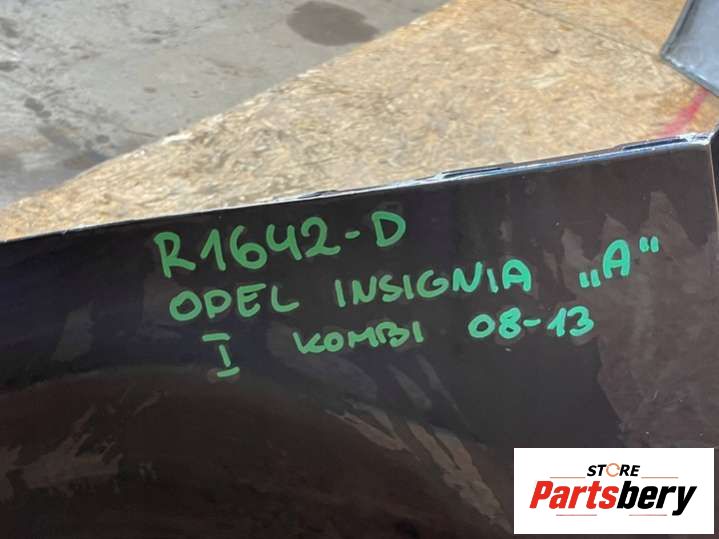 R1642-D
OPEL INSIGNIA „A"
I KOMBI 08-13
STORE
Partsbery